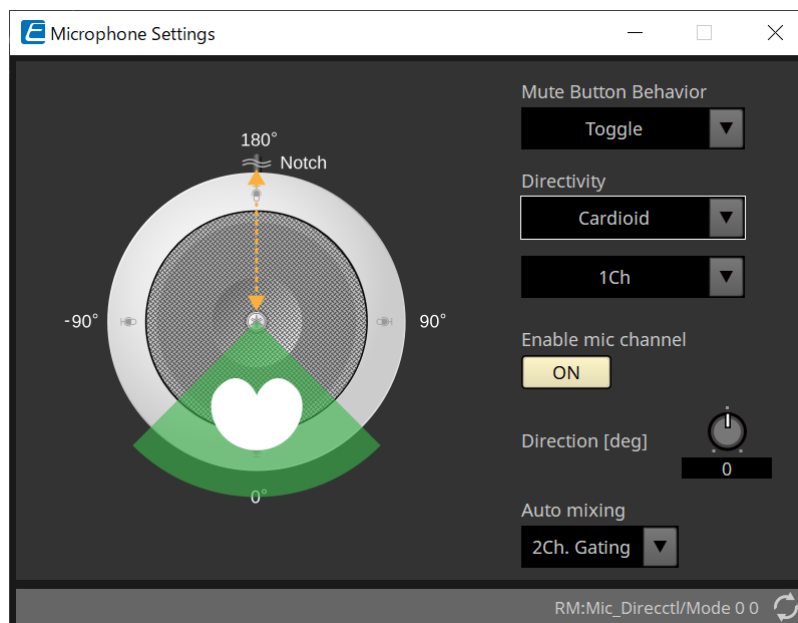 Microphone Settings
Mute Button Behavior
Toggle
180°
Notch
Directivity
Cardioid
1Ch
-90°
90°
Enable mic channel
ON
Direction [deg]
0
0°
Auto mixing
2Ch. Gating
RM:Mic_Direcctl/Mode 0 0